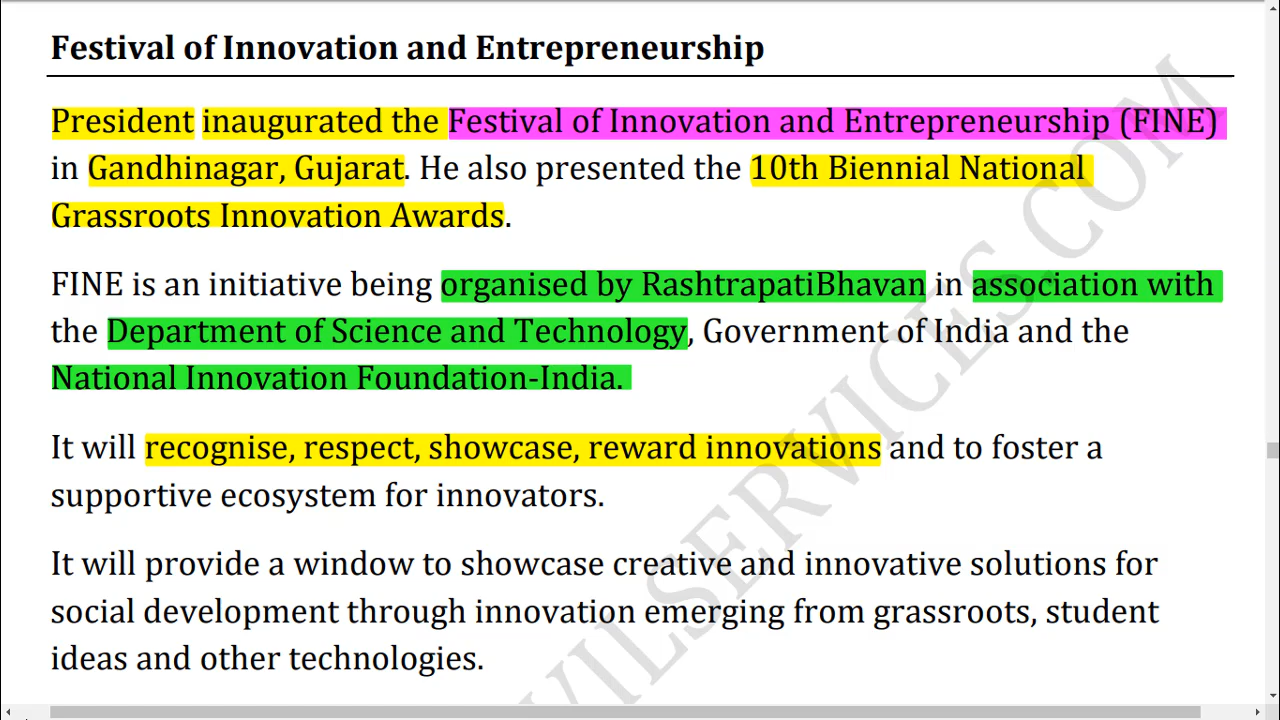 Festival of Innovation and Entrepreneurship
President inaugurated the Festival of Innovation and Entrepreneurship (FINE)
in Gandhinagar, Gujarat. He also presented the 10th Biennial National
Grassroots Innovation Awards.
FINE is an initiative being organised by RashtrapatiBhavan in association with
the Department of Science and Technology, Government of India and the
National Innovation Foundation-India.
It will recognise, respect, showcase, reward innovations and to foster a
supportive ecosystem for innovators.
It will provide a window to showcase creative and innovative solutions for
social development through innovation emerging from grassroots, student
ideas and other technologies.
VILSERVICES.COM